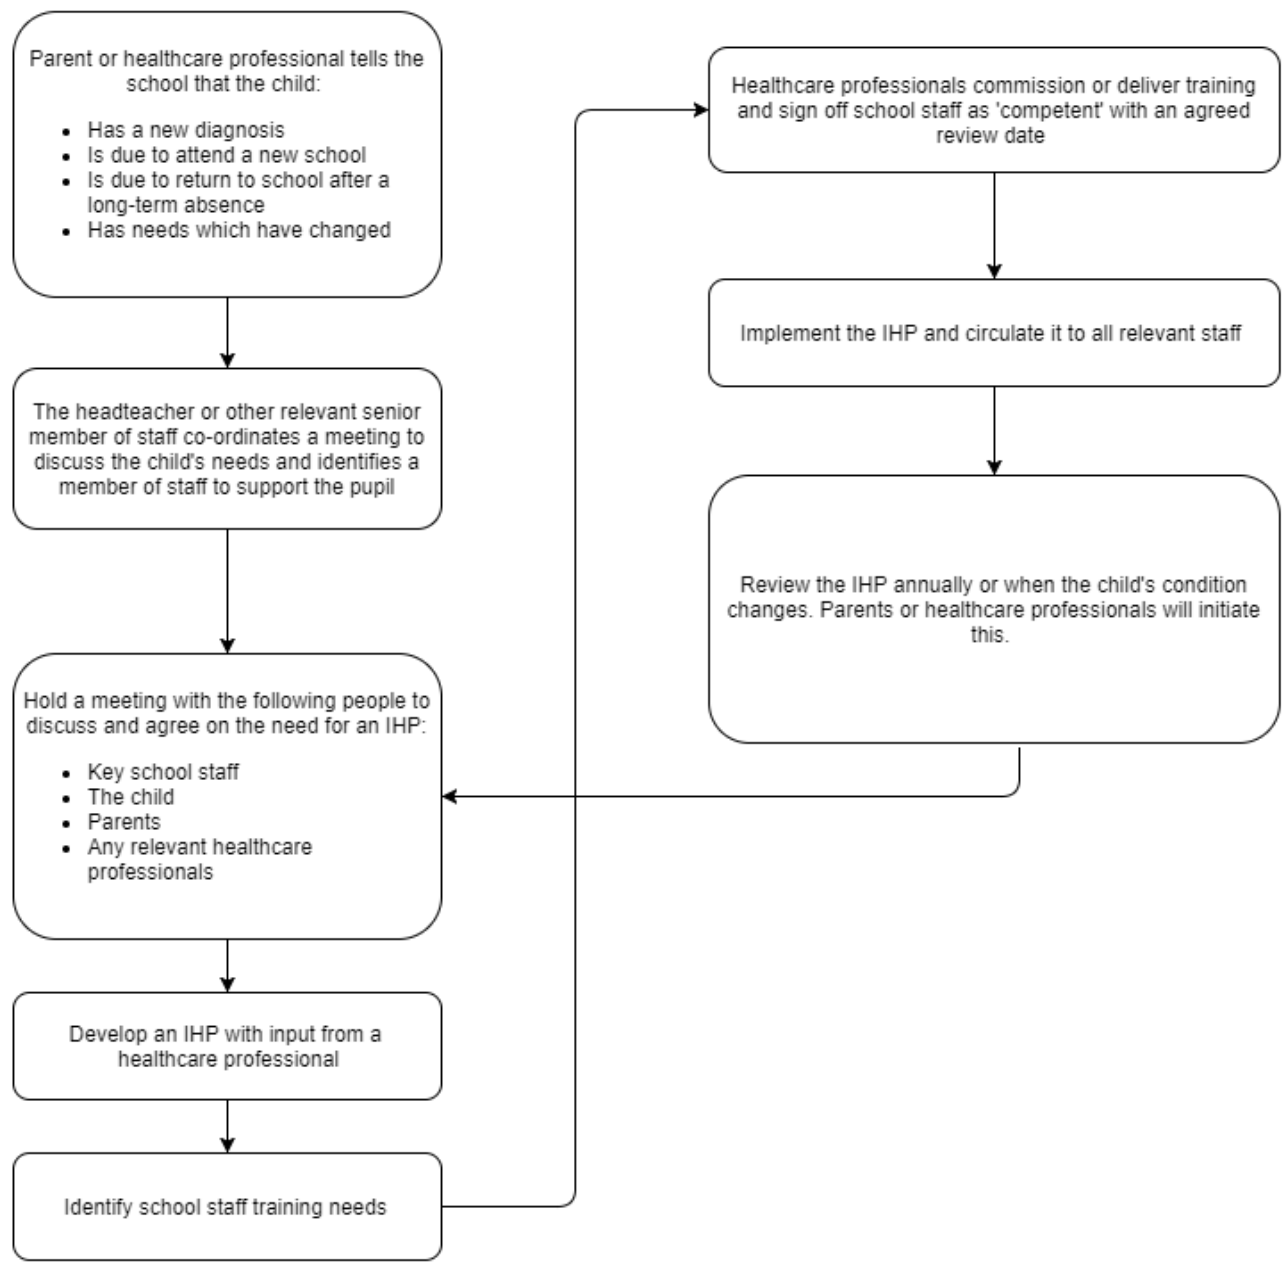 Parent or healthcare professional tells the
school that the child:
• Has a new diagnosis
• Is due to attend a new school
• Is due to return to school after a
long-term absence
• Has needs which have changed
The headteacher or other relevant senior
member of staff co-ordinates a meeting to
discuss the child's needs and identifies a
member of staff to support the pupil
Hold a meeting with the following people to
discuss and agree on the need for an IHP:
• Key school staff
• The child
• Parents
• Any relevant healthcare
professionals
Develop an IHP with input from a
healthcare professional
Identify school staff training needs
Healthcare professionals commission or deliver training
and sign off school staff as 'competent' with an agreed
review date
Implement the IHP and circulate it to all relevant staff
Review the IHP annually or when the child's condition
changes. Parents or healthcare professionals will initiate
this.